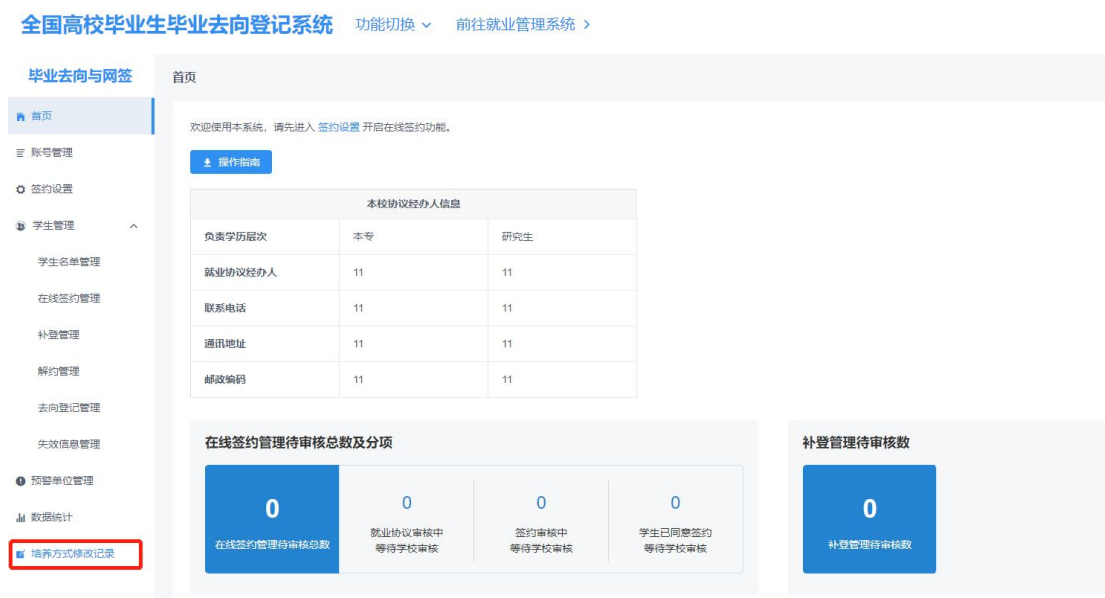 全国高校毕业生毕业去向登记系统 功能切换 前往就业管理系统
毕业去向与网签
首页
账号管理
签约设置
学生管理
学生名单管理
在线签约管理
补登管理
解约管理
去向登记管理
失效信息管理
预警单位管理
数据统计
培养方式修改记录
首页
欢迎使用本系统，请先进入 签约设置 开启在线签约功能。
操作指南
本校协议经办人信息
负责学历层次 本专 研究生
就业协议经办人 11 11
联系电话 11 11
通讯地址 11 11
邮政编码 11 11
在线签约管理待审核总数及分项
0
在线签约管理待审核总数
0
就业协议审核中
等待学校审核
0
签约审核中
等待学校审核
0
学生已同意签约
等待学校审核
补登管理待审核数
0
补登管理待审核数